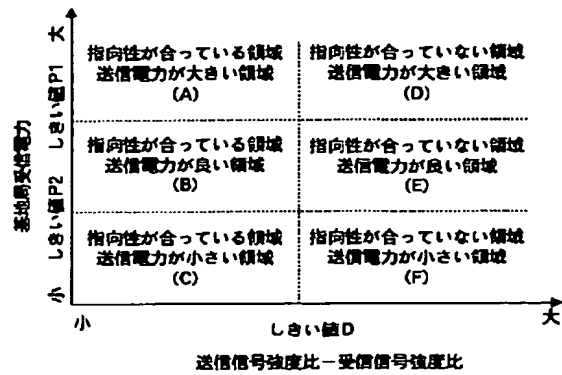 大
指向性が合っている領域
送信電力が大きい領域
(A)
指向性が合っていない領域
送信電力が大きい領域
(D)
しきい値P1
基地局受信電力
指向性が合っている領域
送信電力が良い領域
(B)
指向性が合っていない領域
送信電力が良い領域
(E)
しきい値P2
指向性が合っている領域
送信電力が小さい領域
(C)
指向性が合っていない領域
送信電力が小さい領域
(F)
小
小
しきい値D
大
送信信号強度比－受信信号強度比